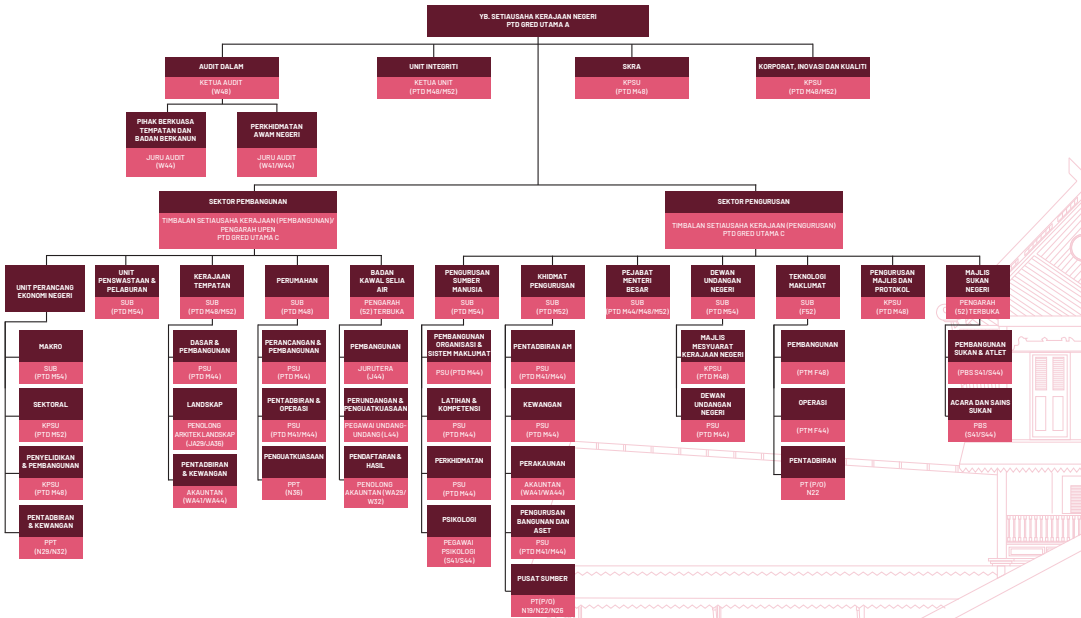 YB. SETIAUSAHA KERAJAAN NEGERI
PTD GRED UTAMA A
AUDIT DALAM
KETUA AUDIT
(W48)
UNIT INTEGRITI
KETUA UNIT
(PTD M48/M52)
SKRA
KPSU
(PTD M48)
KORPORAT, INOVASI DAN KUALITI
KPSU
(PTD M48/M52)
PIHAK BERKUASA
TEMPATAN DAN
BADAN BERKANUN
JURU AUDIT
(W44)
PERKHIDMATAN
AWAM NEGERI
JURU AUDIT
(W41/W44)
SEKTOR PEMBANGUNAN
TIMBALAN SETIAUSAHA KERAJAAN (PEMBANGUNAN)/
PENGARAH UPEN
PTD GRED UTAMA C
SEKTOR PENGURUSAN
TIMBALAN SETIAUSAHA KERAJAAN (PENGURUSAN)
PTD GRED UTAMA C
UNIT PERANCANG
EKONOMI NEGERI
UNIT
PENSWASTAAN &
PELABURAN
SUB
(PTD M54)
KERAJAAN
TEMPATAN
SUB
(PTD M48/M52)
PERUMAHAN
SUB
(PTD M48)
BADAN
KAWAL SELIA
AIR
PENGARAH
(52) TERBUKA
PENGURUSAN
SUMBER
MANUSIA
SUB
(PTD M54)
KHIDMAT
PENGURUSAN
SUB
(PTD M52)
PEJABAT
MENTERI
BESAR
SUB
(PTD M44/M48/M52)
DEWAN
UNDANGAN
NEGERI
SUB
(PTD M54)
TEKNOLOGI
MAKLUMAT
SUB
(F52)
PENGURUSAN
MAJLIS DAN
PROTOKOL
KPSU
(PTD M48)
MAJLIS
SUKAN
NEGERI
PENGARAH
(52) TERBUKA
MAKRO
SUB
(PTD M54)
SEKTORAL
KPSU
(PTD M52)
PENYELIDIKAN
& PEMBANGUNAN
KPSU
(PTD M48)
PENTADBIRAN
& KEWANGAN
PPT
(N29/N32)
DASAR &
PEMBANGUNAN
PSU
(PTD M44)
LANDSKAP
PENOLONG
ARKITEK LANDSKAP
(JA29/JA36)
PENTADBIRAN
& KEWANGAN
AKAUNTAN
(WA41/WA44)
PERANCANGAN &
PEMBANGUNAN
PSU
(PTD M44)
PENTADBIRAN &
OPERASI
PSU
(PTD M41/M44)
PENGUATKUASAAN
PPT
(N36)
PEMBANGUNAN
JURUTERA
(J44)
PERUNDANGAN &
PENGUATKUASAAN
PEGAWAI UNDANG-
UNDANG (L44)
PENDAFTARAN &
HASIL
PENOLONG
AKAUNTAN (WA29/
W32)
PEMBANGUNAN
ORGANISASI &
SISTEM MAKLUMAT
PSU (PTD M44)
LATIHAN &
KOMPETENSI
PSU
(PTD M44)
PERKHIDMATAN
PSU
(PTD M44)
PSIKOLOGI
PEGAWAI
PSIKOLOGI
(S41/S44)
PENTADBIRAN AM
PSU
(PTD M41/M44)
KEWANGAN
PSU
(PTD M44)
PERAKAUNAN
AKAUNTAN
(WA41/WA44)
PENGURUSAN
BANGUNAN DAN
ASET
PSU
(PTD M41/M44)
PUSAT SUMBER
PT(P/O)
N19/N22/N26
MAJLIS
MESYUARAT
KERAJAAN NEGERI
KPSU
(PTD M48)
DEWAN
UNDANGAN
NEGERI
PSU
(PTD M44)
PEMBANGUNAN
(PTM F48)
OPERASI
(PTM F44)
PENTADBIRAN
PT (P/O)
N22
PEMBANGUNAN
SUKAN & ATLET
(PBS S41/S44)
ACARA DAN SAINS
SUKAN
PBS
(S41/S44)